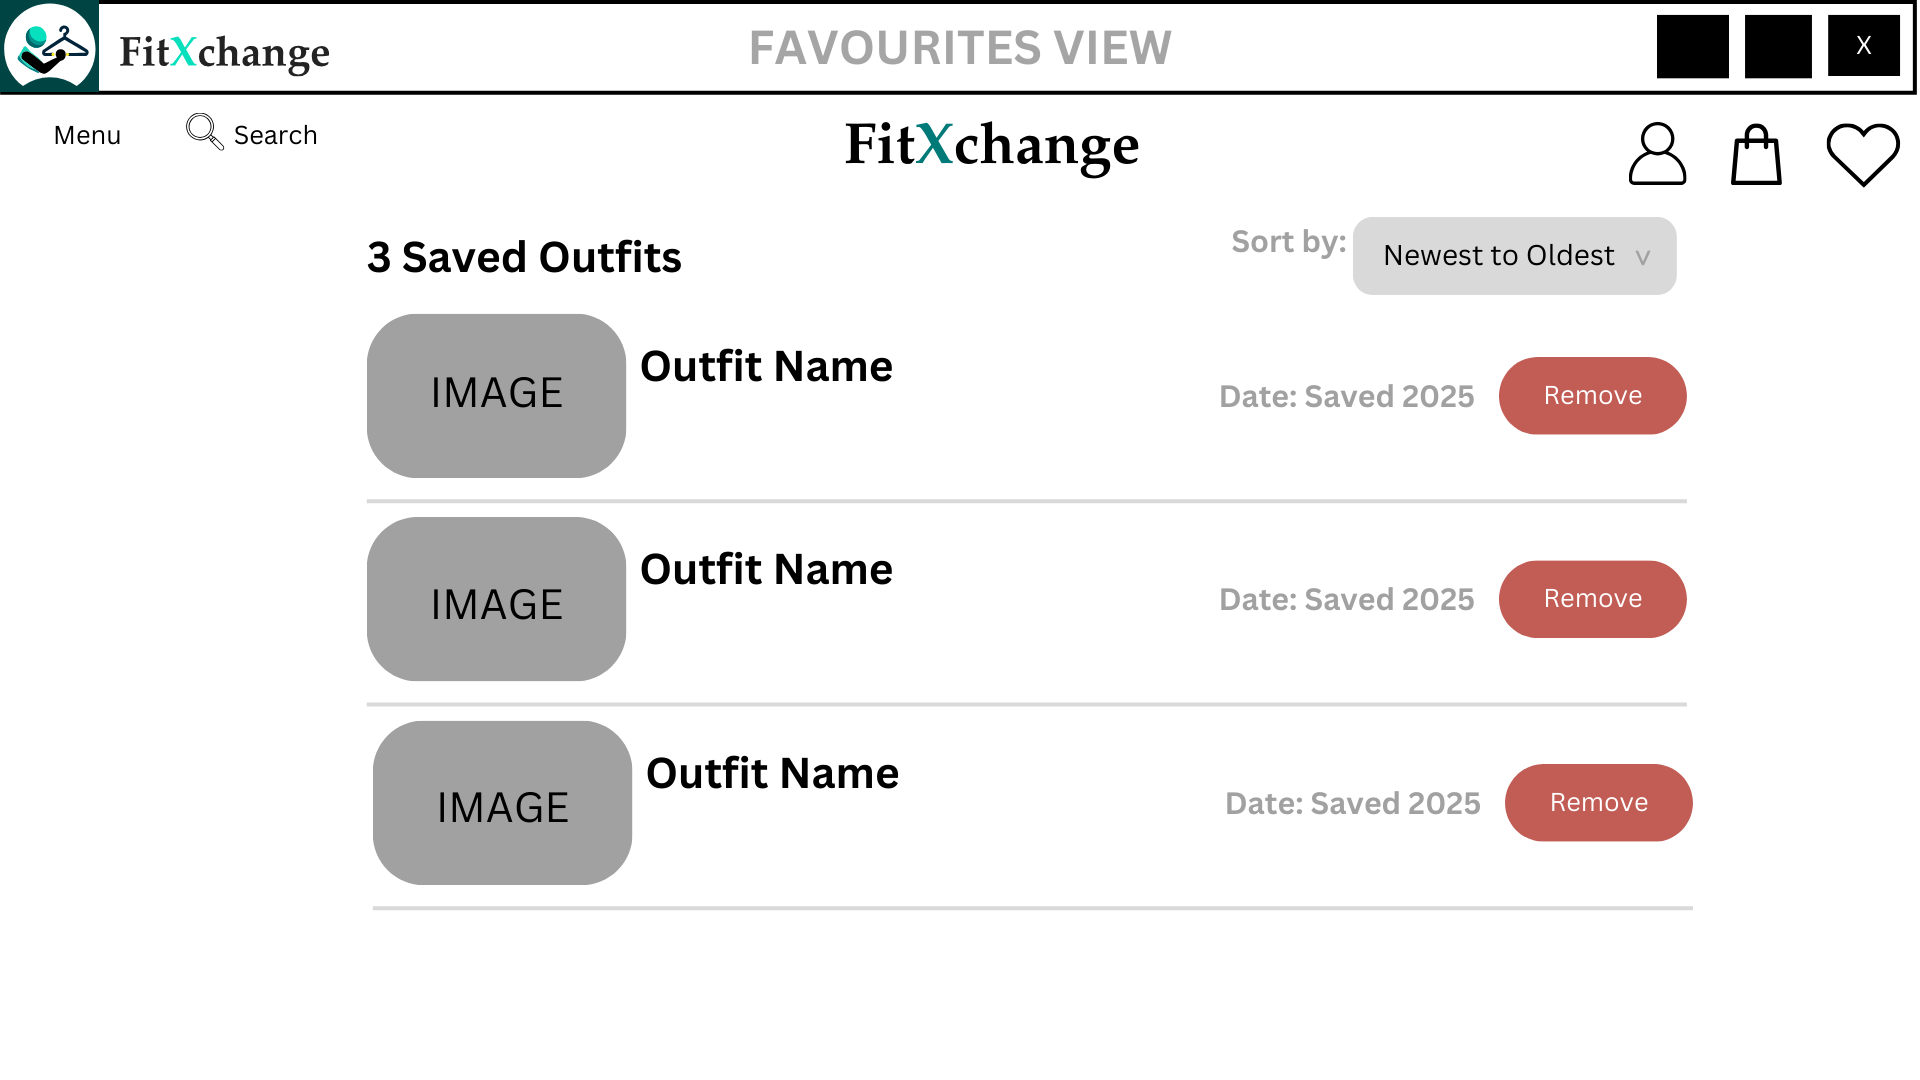 FitXchange
FAVOURITES VIEW
X
Menu
Search
FitXchange
3 Saved Outfits
Sort by:
Newest to Oldest v
IMAGE
Outfit Name
Date: Saved 2025
Remove
IMAGE
Outfit Name
Date: Saved 2025
Remove
IMAGE
Outfit Name
Date: Saved 2025
Remove